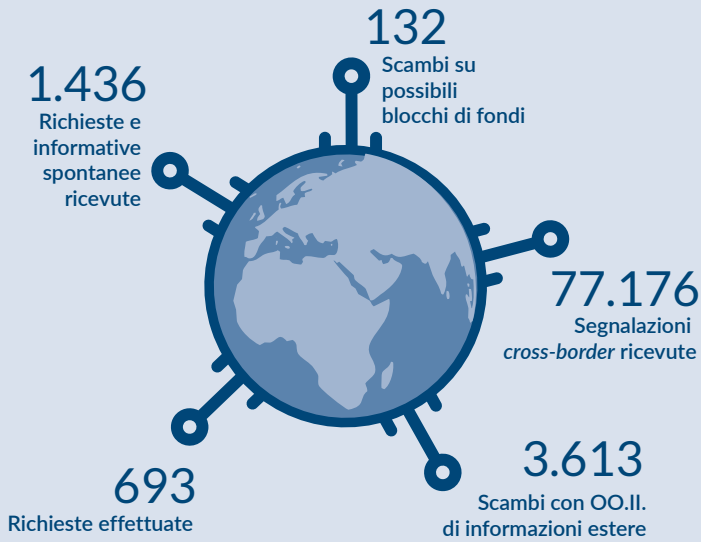 132
Scambi su
possibili
blocchi di fondi
1.436
Richieste e
informative
spontanee
ricevute
77.176
Segnalazioni
cross-border ricevute
3.613
Scambi con OO.II.
di informazioni estere
693
Richieste effettuate